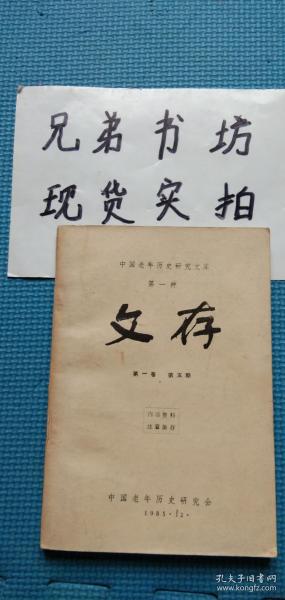 兄弟书坊
现货实拍
中国老年历史研究文库
第一种
文存
第一卷 第五期
内部资料
注意保存
中国老年历史研究会
1985·12·
孔夫子旧书网